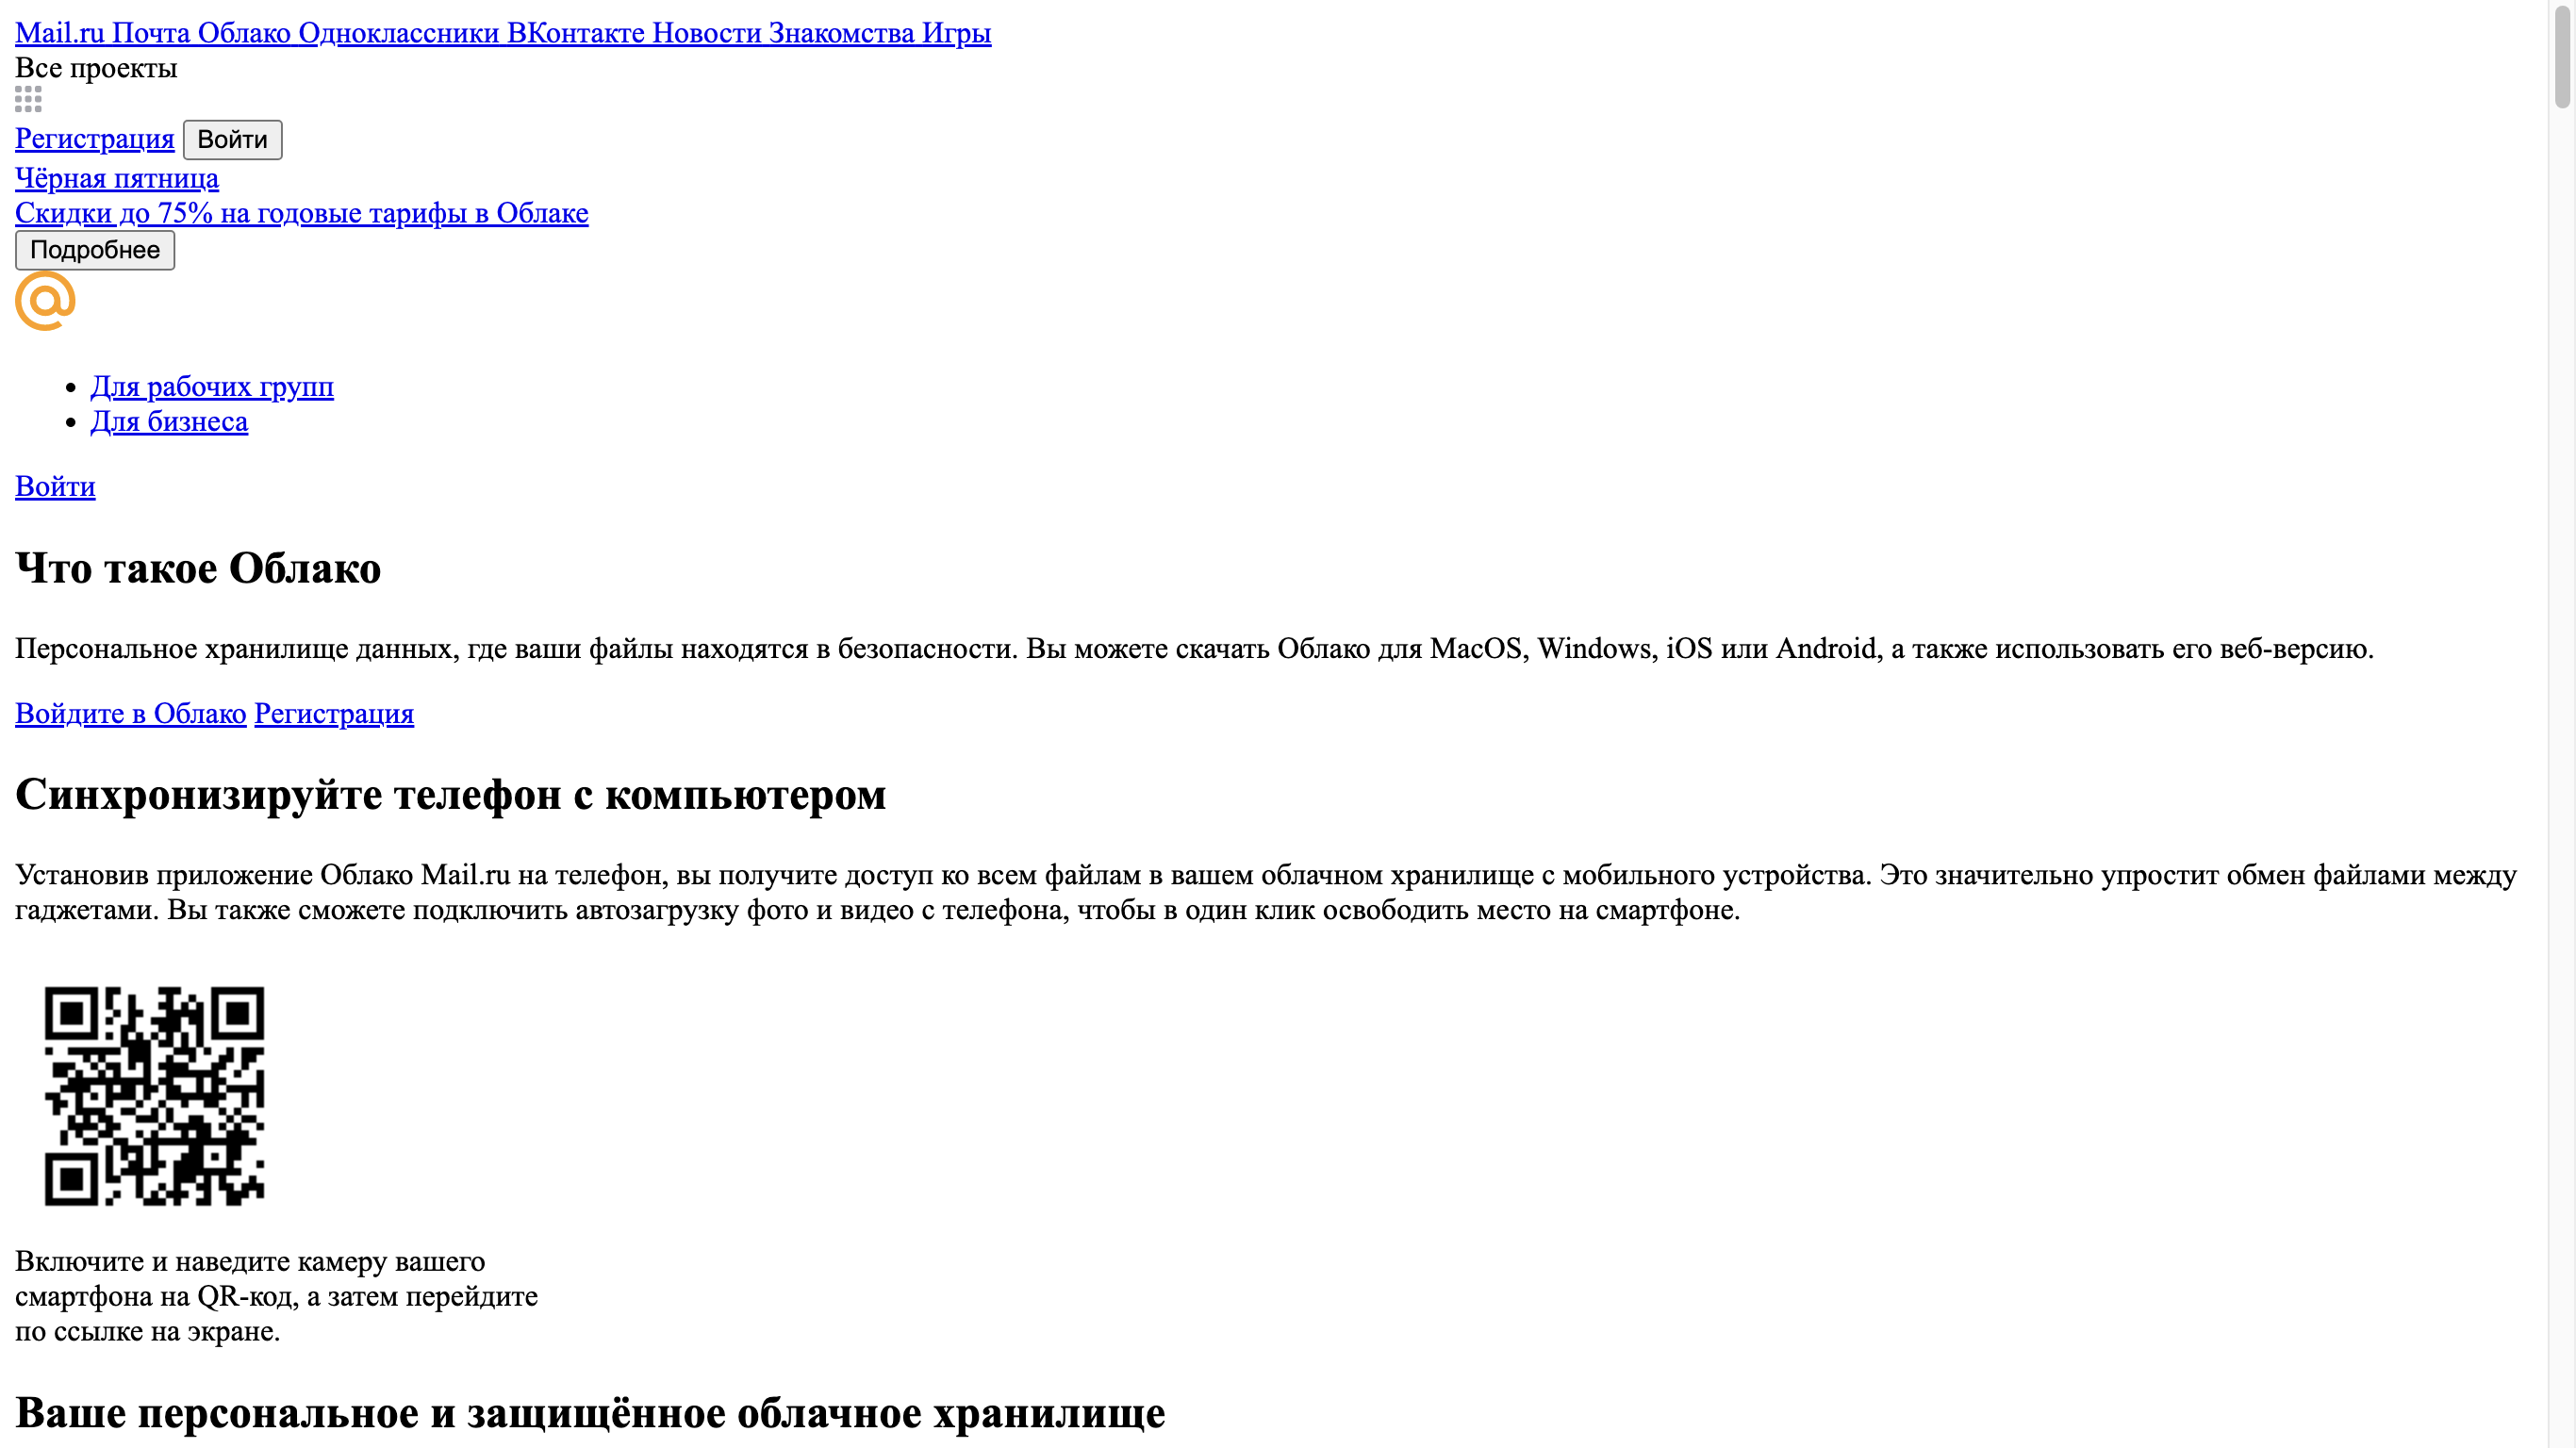 Mail.ru Почта Облако Одноклассники ВКонтакте Новости Знакомства Игры
Все проекты
Регистрация Войти
Чёрная пятница
Скидки до 75% на годовые тарифы в Облаке
Подробнее
Для рабочих групп
Для бизнеса
Войти
Что такое Облако
Персональное хранилище данных, где ваши файлы находятся в безопасности. Вы можете скачать Облако для MacOS, Windows, iOS или Android, а также использовать его веб-версию.
Войдите в Облако Регистрация
Синхронизируйте телефон с компьютером
Установив приложение Облако Mail.ru на телефон, вы получите доступ ко всем файлам в вашем облачном хранилище с мобильного устройства. Это значительно упростит обмен файлами между
гаджетами. Вы также сможете подключить автозагрузку фото и видео с телефона, чтобы в один клик освободить место на смартфоне.
Включите и наведите камеру вашего
смартфона на QR-код, а затем перейдите
по ссылке на экране.
Ваше персональное и защищённое облачное хранилище